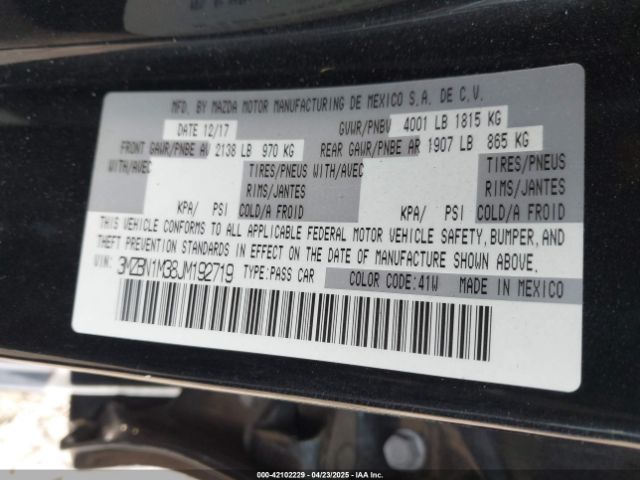 MFD. BY MAZDA MOTOR MANUFACTURING DE MEXICO S.A. DE C.V.
DATE 12/17 GVWR/PNBV 4001 LB 1815 KG
FRONT GAWR/PNBE AV 2138 LB 970 KG REAR GAWR/PNBE AR 1907 LB 865 KG
WITH/AVEC TIRES/PNEUS WITH/AVEC TIRES/PNEUS
RIMS/JANTES RIMS/JANTES
KPA/ PSI COLD/A FROID KPA/ PSI COLD/A FROID
THIS VEHICLE CONFORMS TO ALL APPLICABLE FEDERAL MOTOR VEHICLE SAFETY, BUMPER, AND
THEFT PREVENTION STANDARDS IN EFFECT ON THE DATE OF MANUFACTURE SHOWN ABOVE.
VIN: 3MZBN1M38JM192719 TYPE:PASS CAR COLOR CODE:41W MADE IN MEXICO
000-42102229 - 04/23/2025 - IAAI.COM